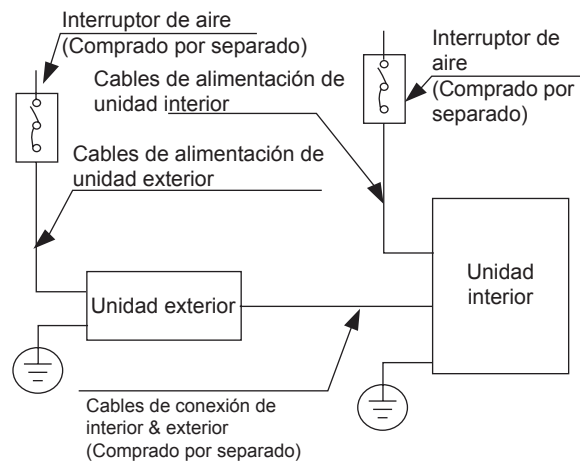 Interruptor de aire
(Comprado por separado)
Cables de alimentación de
unidad interior
Interruptor de
aire
(Comprado por
separado)
Cables de alimentación de
unidad exterior
Unidad exterior
Unidad
interior
Cables de conexión de
interior & exterior
(Comprado por separado)